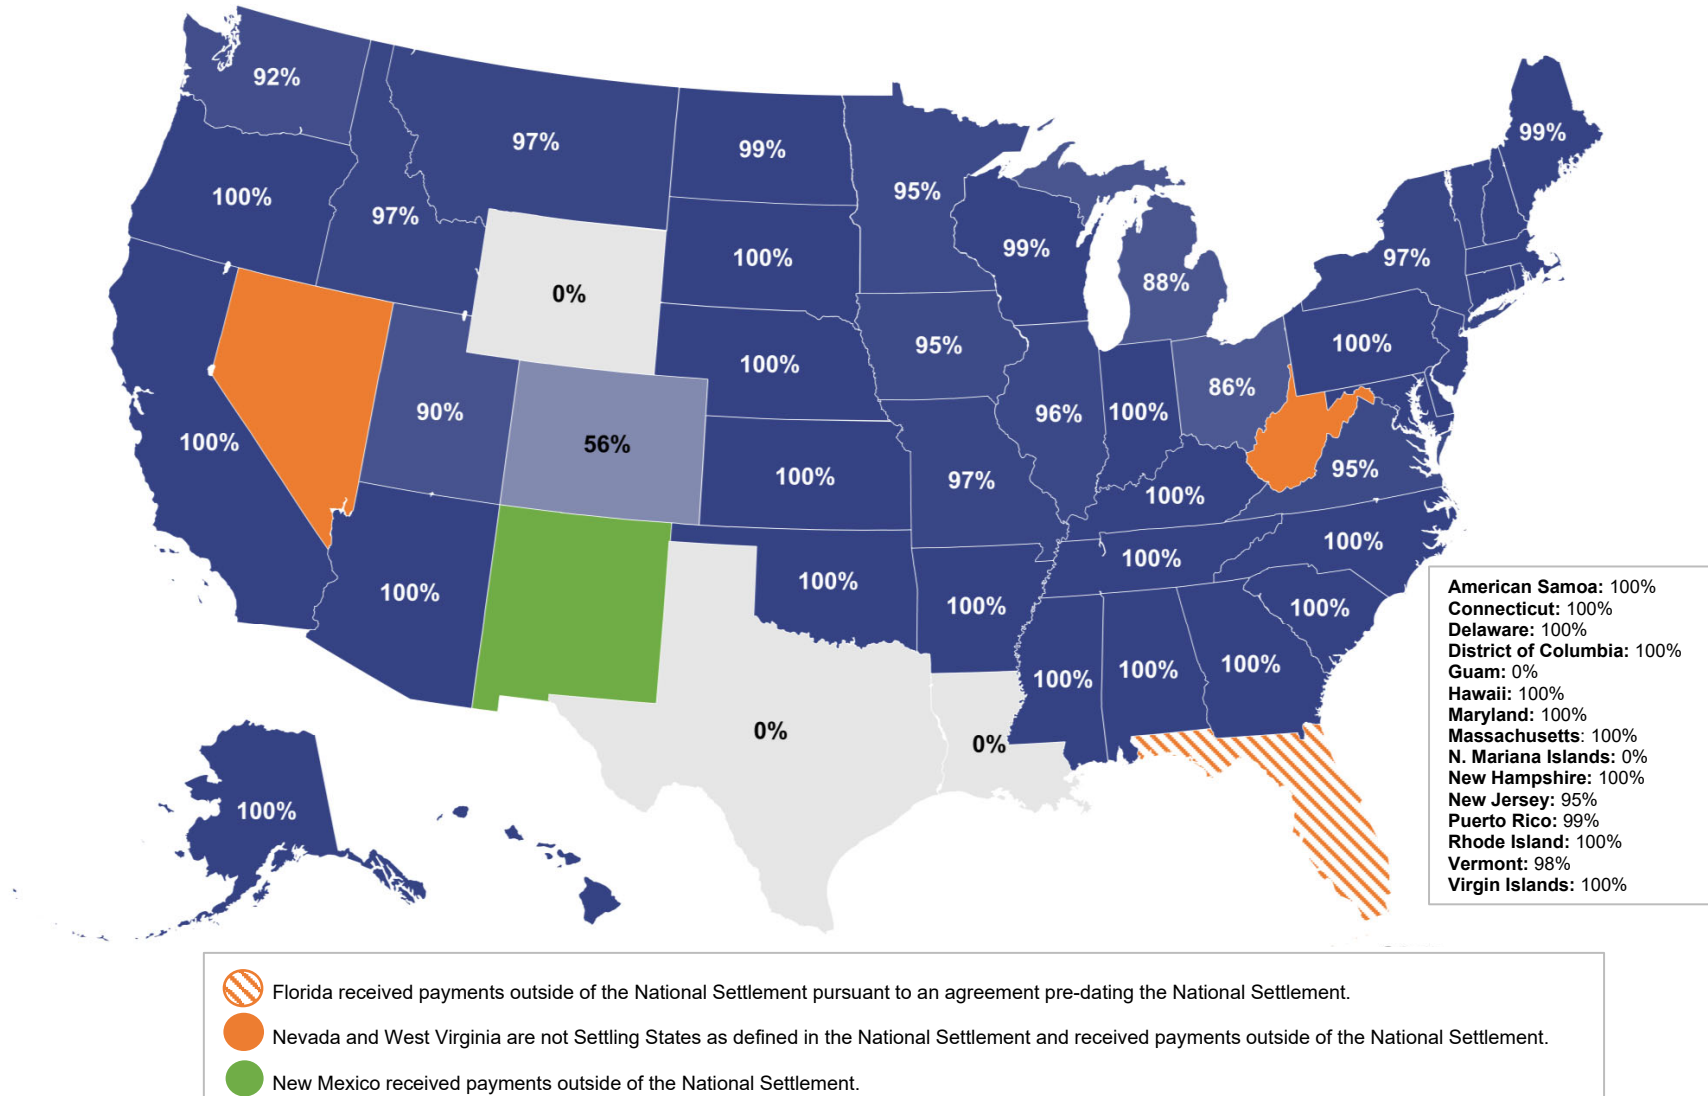 92%
97%
99%
95%
99%
100%
97%
100%
99%
97%
0%
88%
100%
95%
86%
100%
100%
90%
56%
100%
97%
96%
100%
100%
95%
100%
100%
100%
100%
100%
100%
100%
100%
100%
100%
0%
0%
100%
American Samoa: 100%
Connecticut: 100%
Delaware: 100%
District of Columbia: 100%
Guam: 0%
Hawaii: 100%
Maryland: 100%
Massachusetts: 100%
N. Mariana Islands: 0%
New Hampshire: 100%
New Jersey: 95%
Puerto Rico: 99%
Rhode Island: 100%
Vermont: 98%
Virgin Islands: 100%
Florida received payments outside of the National Settlement pursuant to an agreement pre-dating the National Settlement.
Nevada and West Virginia are not Settling States as defined in the National Settlement and received payments outside of the National Settlement.
New Mexico received payments outside of the National Settlement.